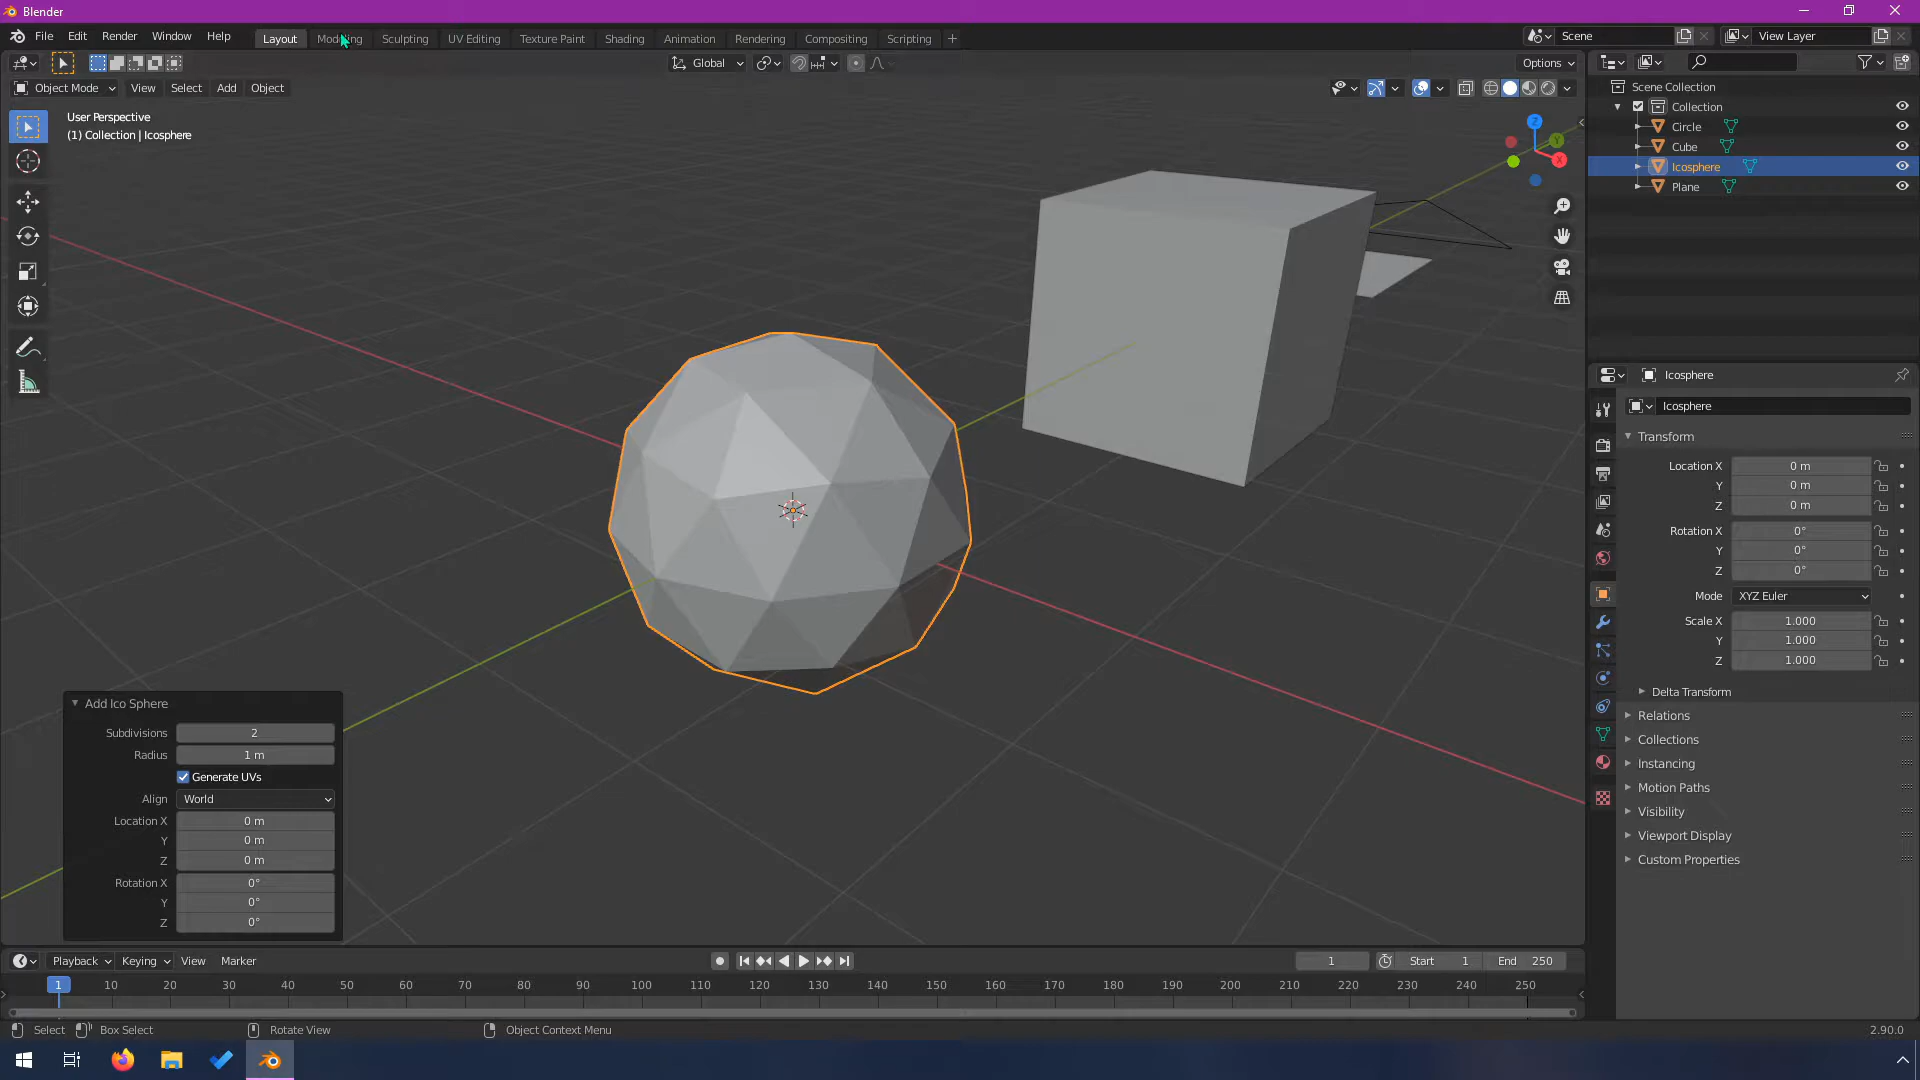 Blender
File Edit Render Window Help Layout Modeling Sculpting UV Editing Texture Paint Shading Animation Rendering Compositing Scripting + Scene View Layer
Global Options
Object Mode View Select Add Object
User Perspective
(1) Collection | Icosphere
Z
Y
X
Scene Collection
Collection
Circle
Cube
Icosphere
Plane
Icosphere
Icosphere
Transform
Location X 0 m
Y 0 m
Z 0 m
Rotation X 0°
Y 0°
Z 0°
Mode XYZ Euler
Scale X 1.000
Y 1.000
Z 1.000
Delta Transform
Relations
Collections
Instancing
Motion Paths
Visibility
Viewport Display
Custom Properties
Add Ico Sphere
Subdivisions 2
Radius 1 m
Generate UVs
Align World
Location X 0 m
Y 0 m
Z 0 m
Rotation X 0°
Y 0°
Z 0°
Playback Keying View Marker 1 Start 1 End 250
1 10 20 30 40 50 60 70 80 90 100 110 120 130 140 150 160 170 180 190 200 210 220 230 240 250
Select Box Select Rotate View Object Context Menu 2.90.0